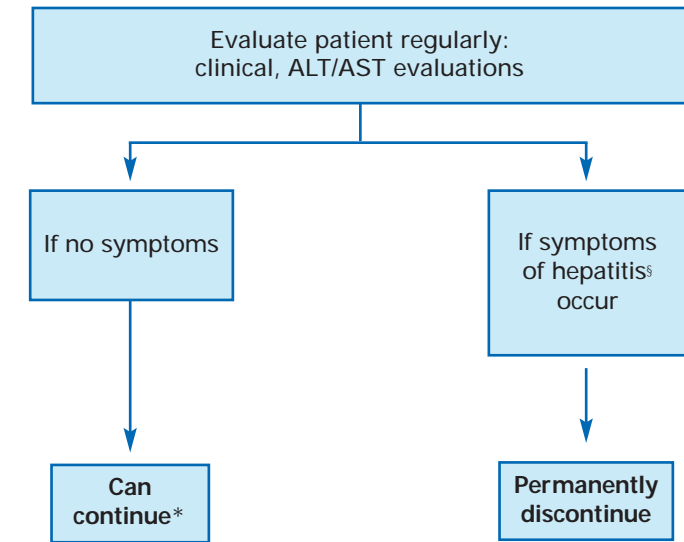 Evaluate patient regularly:
clinical, ALT/AST evaluations
If no symptoms
If symptoms
of hepatitis§
occur
Can
continue*
Permanently
discontinue